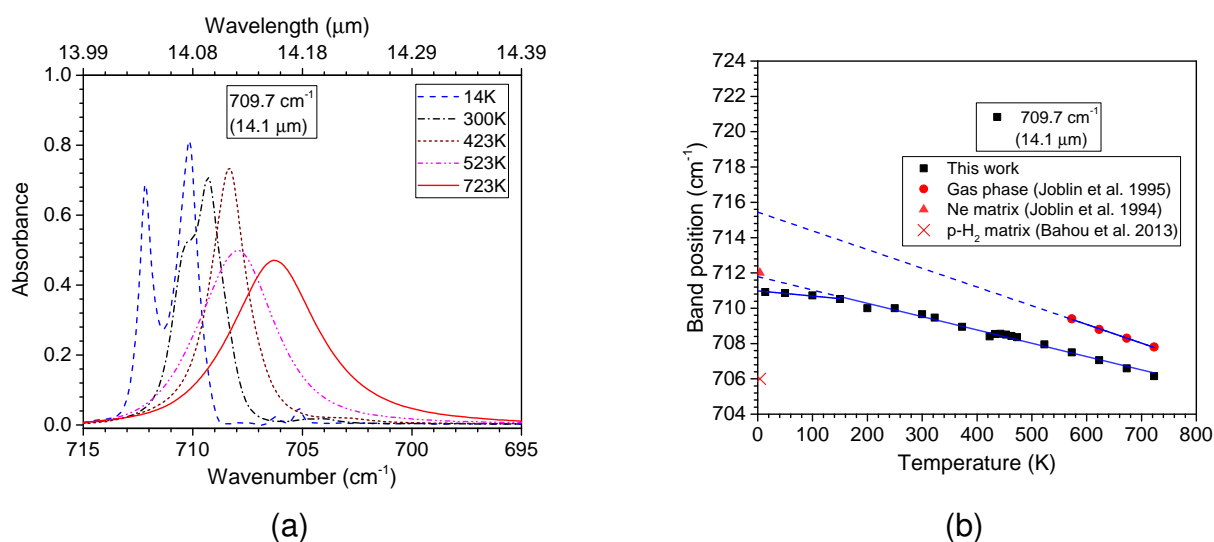 Wavelength (μm)
13.99 14.08 14.18 14.29 14.39
1.0
0.8
0.6
0.4
0.2
0.0
Absorbance
709.7 cm⁻¹
(14.1 μm)
14K
300K
423K
523K
723K
715 710 705 700 695
Wavenumber (cm⁻¹)
(a)
724
722
720
718
716
714
712
710
708
706
704
Band position (cm⁻¹)
709.7 cm⁻¹
(14.1 μm)
This work
Gas phase (Joblin et al. 1995)
Ne matrix (Joblin et al. 1994)
p-H₂ matrix (Bahou et al. 2013)
0 100 200 300 400 500 600 700 800
Temperature (K)
(b)